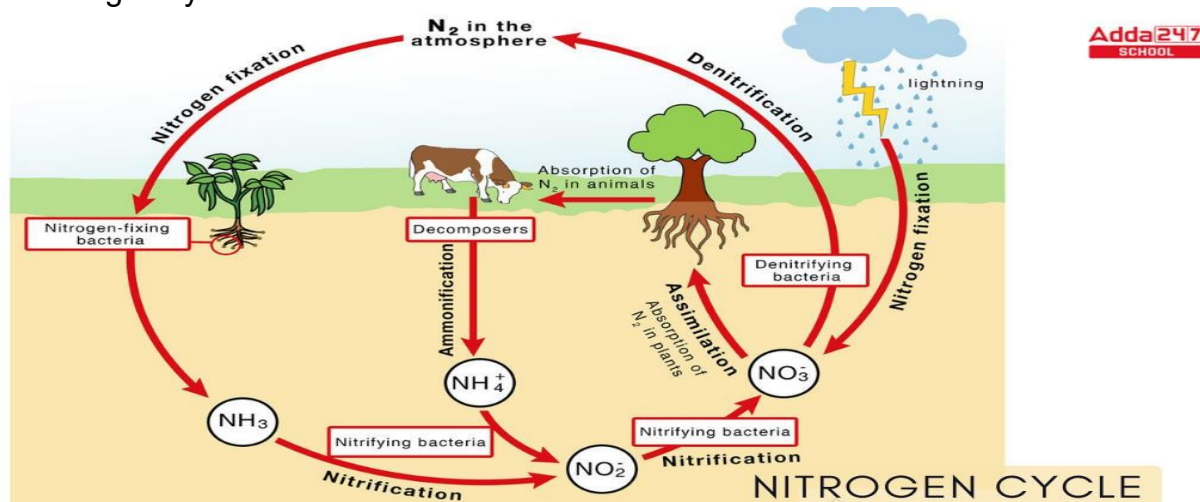 N₂ in the
atmosphere
Adda247
SCHOOL
Nitrogen fixation
Denitrification
lightning
Absorption of
N₂ in animals
Nitrogen-fixing
bacteria
Decomposers
Nitrogen fixation
Denitrifying
bacteria
Ammonification
Assimilation
Absorption of
N₂ in plants
NH₄⁺
NO₃⁻
NH₃
Nitrifying bacteria
Nitrifying bacteria
NO₂⁻
Nitrification
Nitrification
NITROGEN CYCLE